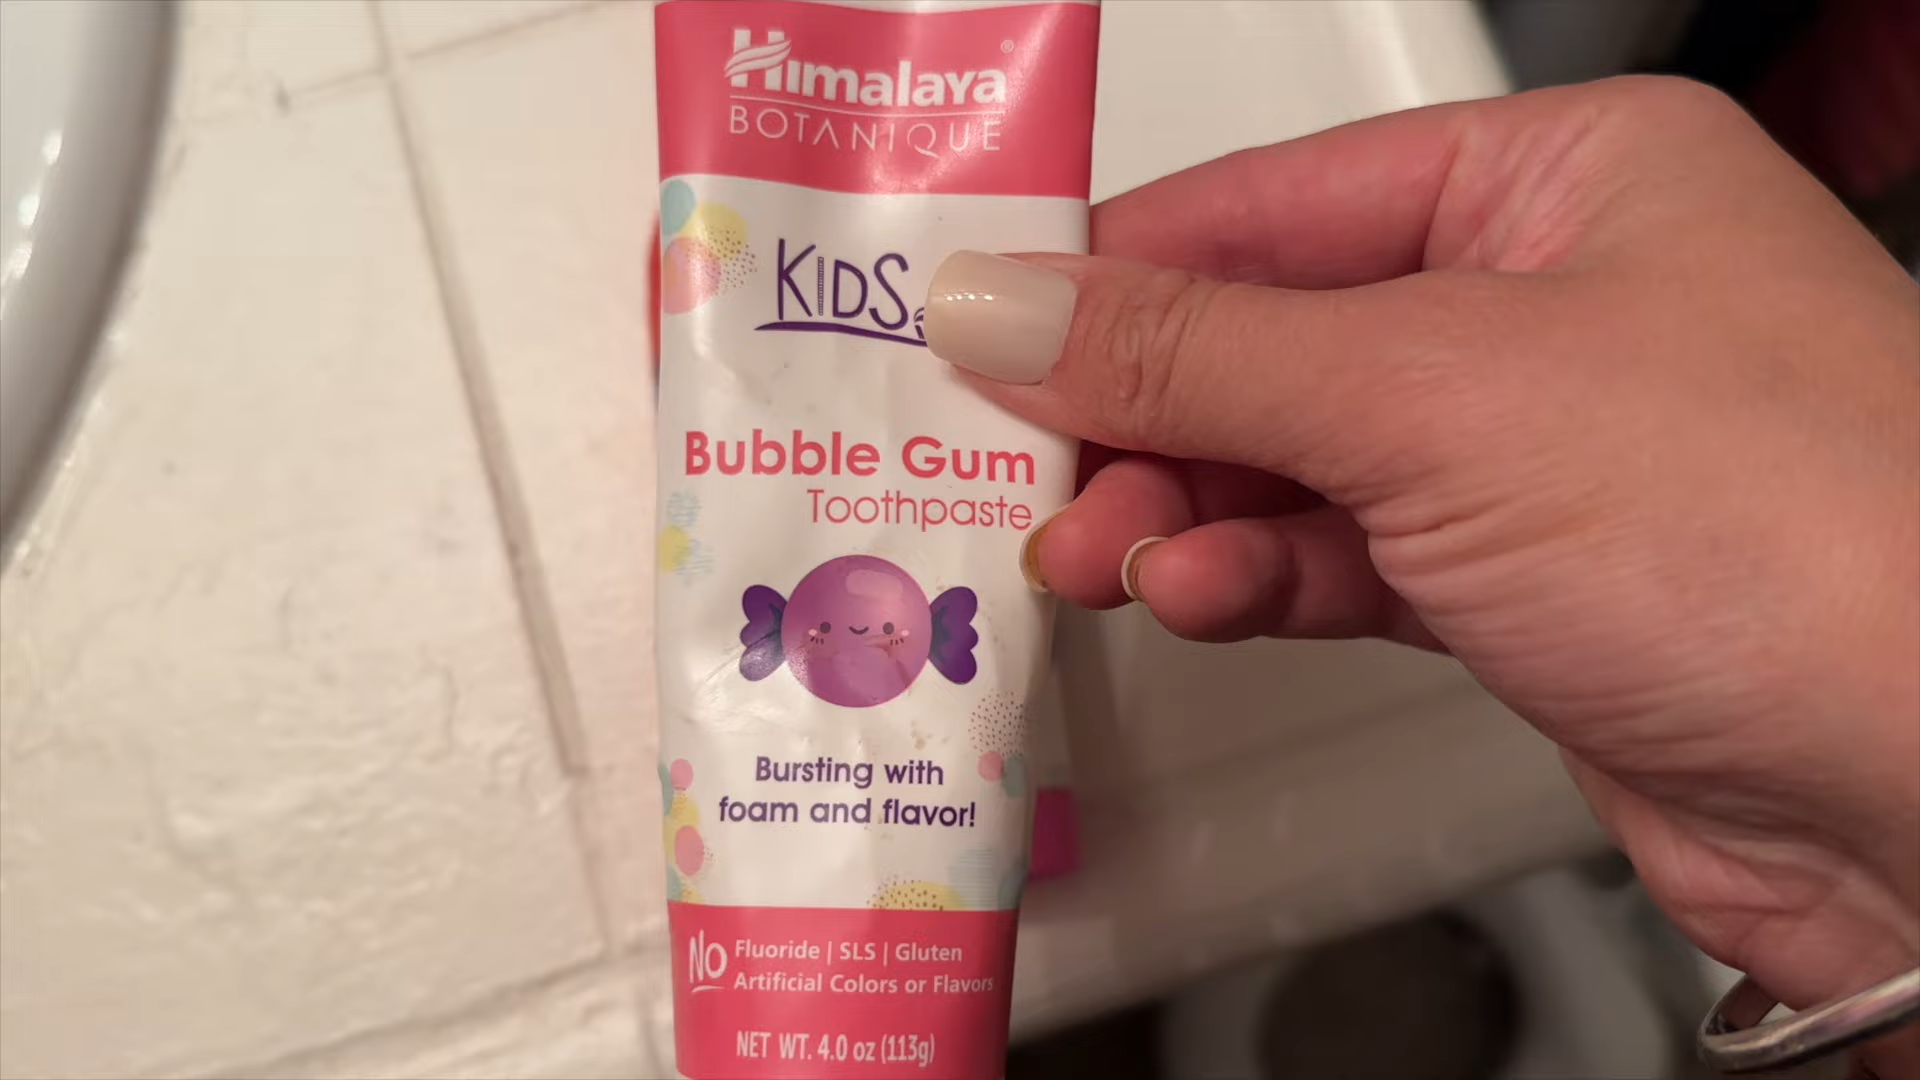 Himalaya®
BOTANIQUE
KIDS
Bubble Gum
Toothpaste
Bursting with
foam and flavor!
NO Fluoride | SLS | Gluten
Artificial Colors or Flavors
NET WT. 4.0 oz (113g)